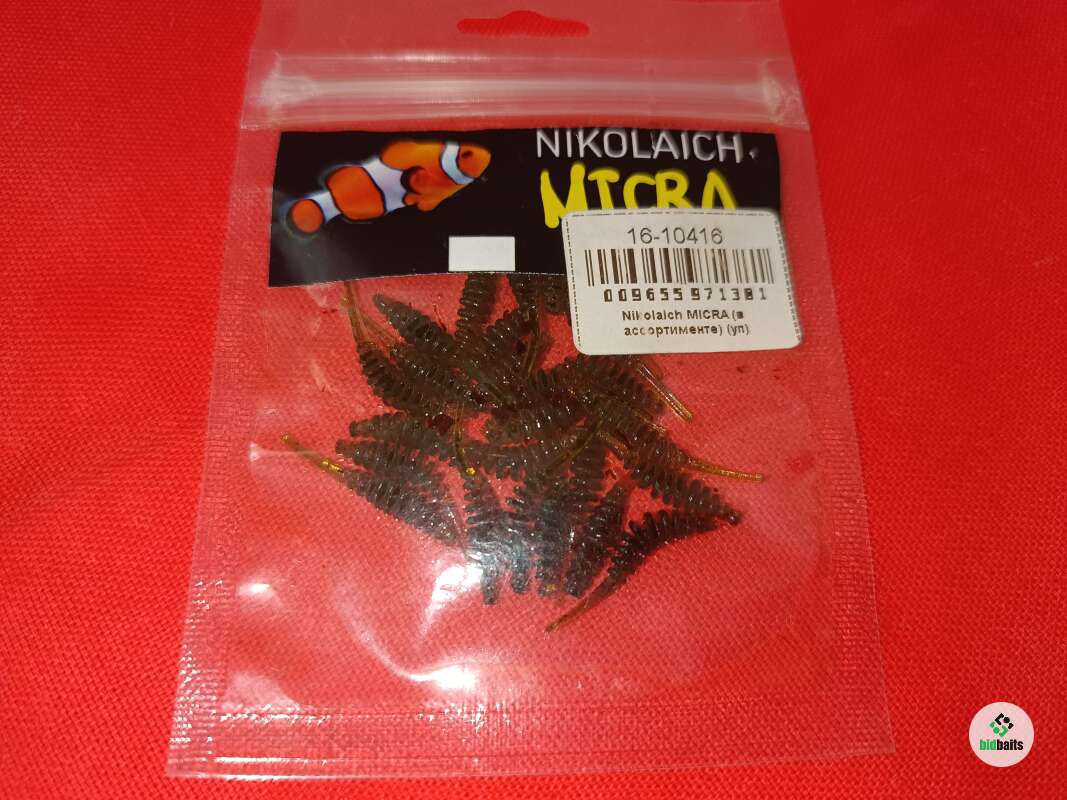 NIKOLAICH
MICRA
16-10416
009655971381
Nikolaich MICRA (в
ассортименте) (уп)
bidbaits